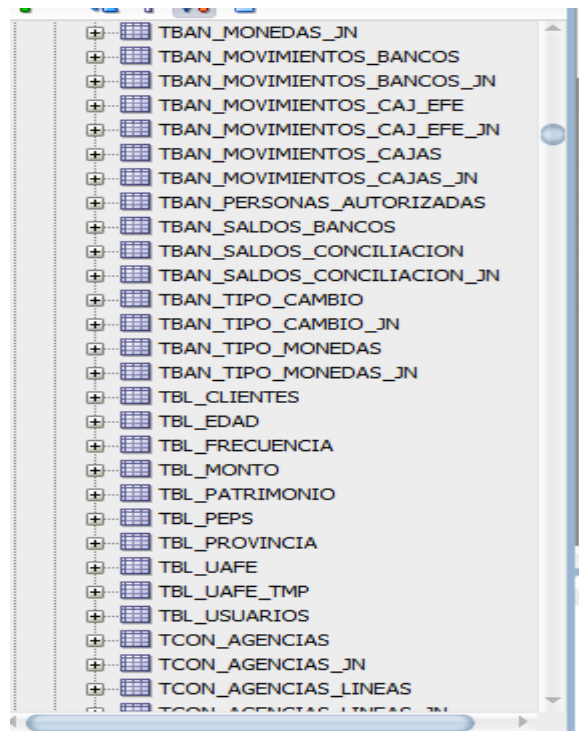 TBAN_MONEDAS_JN
TBAN_MOVIMIENTOS_BANCOS
TBAN_MOVIMIENTOS_BANCOS_JN
TBAN_MOVIMIENTOS_CAJ_EFE
TBAN_MOVIMIENTOS_CAJ_EFE_JN
TBAN_MOVIMIENTOS_CAJAS
TBAN_MOVIMIENTOS_CAJAS_JN
TBAN_PERSONAS_AUTORIZADAS
TBAN_SALDOS_BANCOS
TBAN_SALDOS_CONCILIACION
TBAN_SALDOS_CONCILIACION_JN
TBAN_TIPO_CAMBIO
TBAN_TIPO_CAMBIO_JN
TBAN_TIPO_MONEDAS
TBAN_TIPO_MONEDAS_JN
TBL_CLIENTES
TBL_EDAD
TBL_FRECUENCIA
TBL_MONTO
TBL_PATRIMONIO
TBL_PEPS
TBL_PROVINCIA
TBL_UAFE
TBL_UAFE_TMP
TBL_USUARIOS
TCON_AGENCIAS
TCON_AGENCIAS_JN
TCON_AGENCIAS_LINEAS
TCON_AGENCIAS_LINEAS_JN